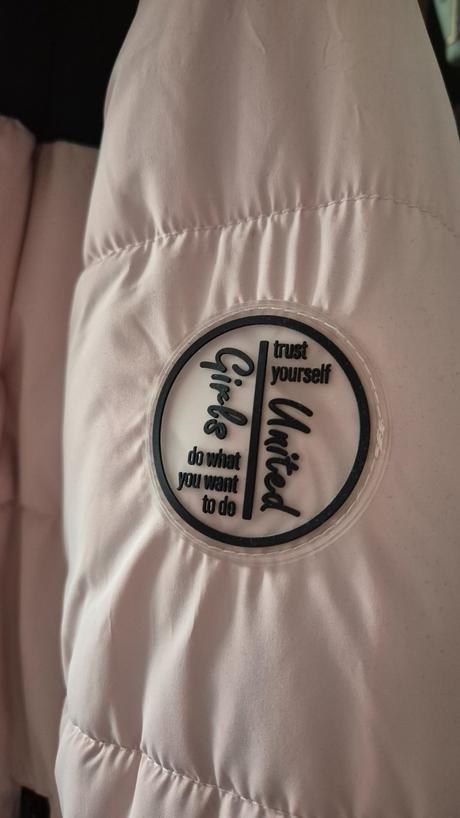 trust
yourself
United
Girls
do what
you want
to do